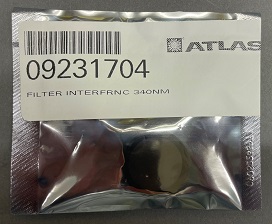 ATLAS
09231704
FILTER INTERFRNC 340NM